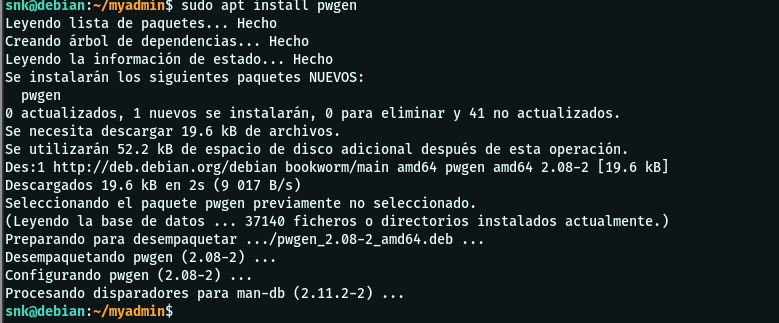 snk@debian:~/myadmin$ sudo apt install pwgen
Leyendo lista de paquetes... Hecho
Creando árbol de dependencias... Hecho
Leyendo la información de estado... Hecho
Se instalarán los siguientes paquetes NUEVOS:
  pwgen
0 actualizados, 1 nuevos se instalarán, 0 para eliminar y 41 no actualizados.
Se necesita descargar 19.6 kB de archivos.
Se utilizarán 52.2 kB de espacio de disco adicional después de esta operación.
Des:1 http://deb.debian.org/debian bookworm/main amd64 pwgen amd64 2.08-2 [19.6 kB]
Descargados 19.6 kB en 2s (9 017 B/s)
Seleccionando el paquete pwgen previamente no seleccionado.
(Leyendo la base de datos ... 37140 ficheros o directorios instalados actualmente.)
Preparando para desempaquetar .../pwgen_2.08-2_amd64.deb ...
Desempaquetando pwgen (2.08-2) ...
Configurando pwgen (2.08-2) ...
Procesando disparadores para man-db (2.11.2-2) ...
snk@debian:~/myadmin$